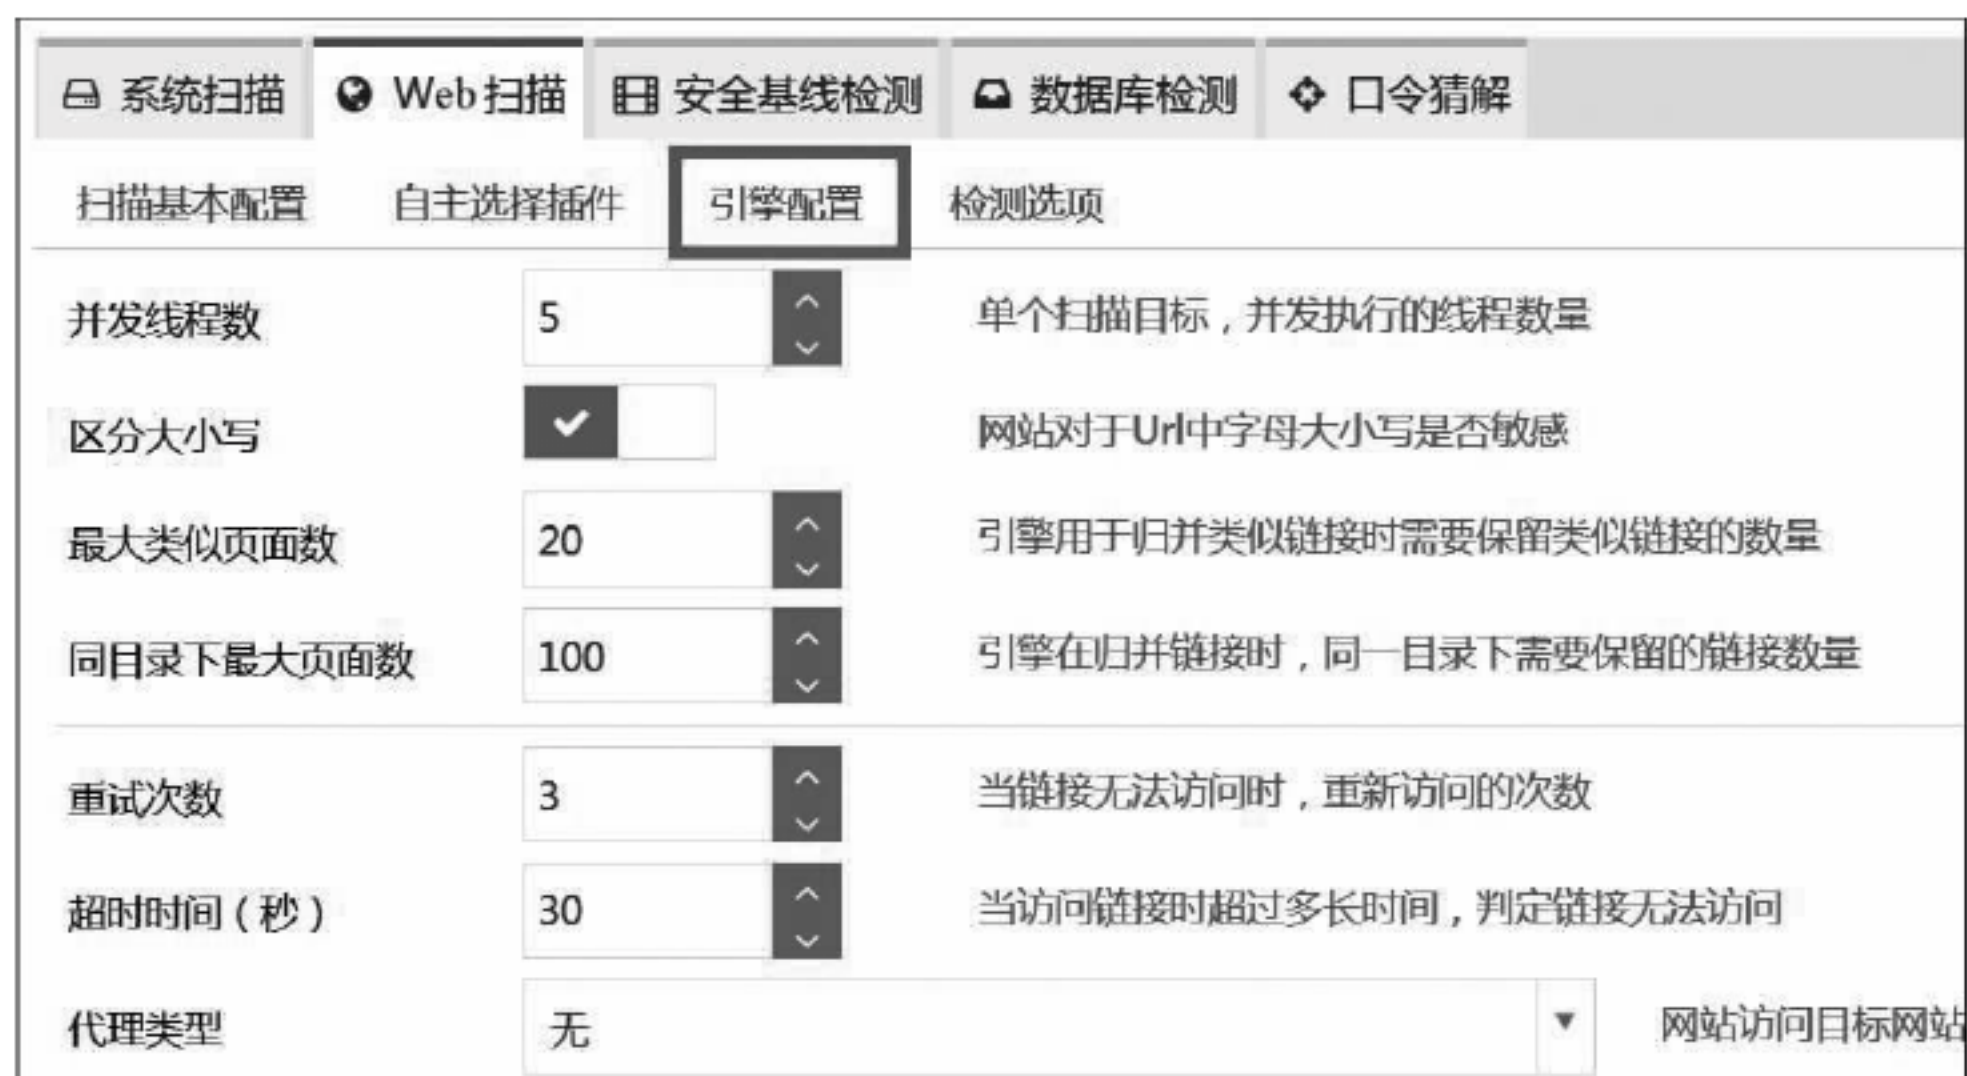 系统扫描 Web扫描 安全基线检测 数据库检测 口令猜解
扫描基本配置 自主选择插件 引擎配置 检测选项
并发线程数 5 单个扫描目标，并发执行的线程数量
区分大小写 网站对于Url中字母大小写是否敏感
最大类似页面数 20 引擎用于归并类似链接时需要保留类似链接的数量
同目录下最大页面数 100 引擎在归并链接时，同一目录下需要保留的链接数量
重试次数 3 当链接无法访问时，重新访问的次数
超时时间（秒） 30 当访问链接时超过多长时间，判定链接无法访问
代理类型 无 网站访问目标网站